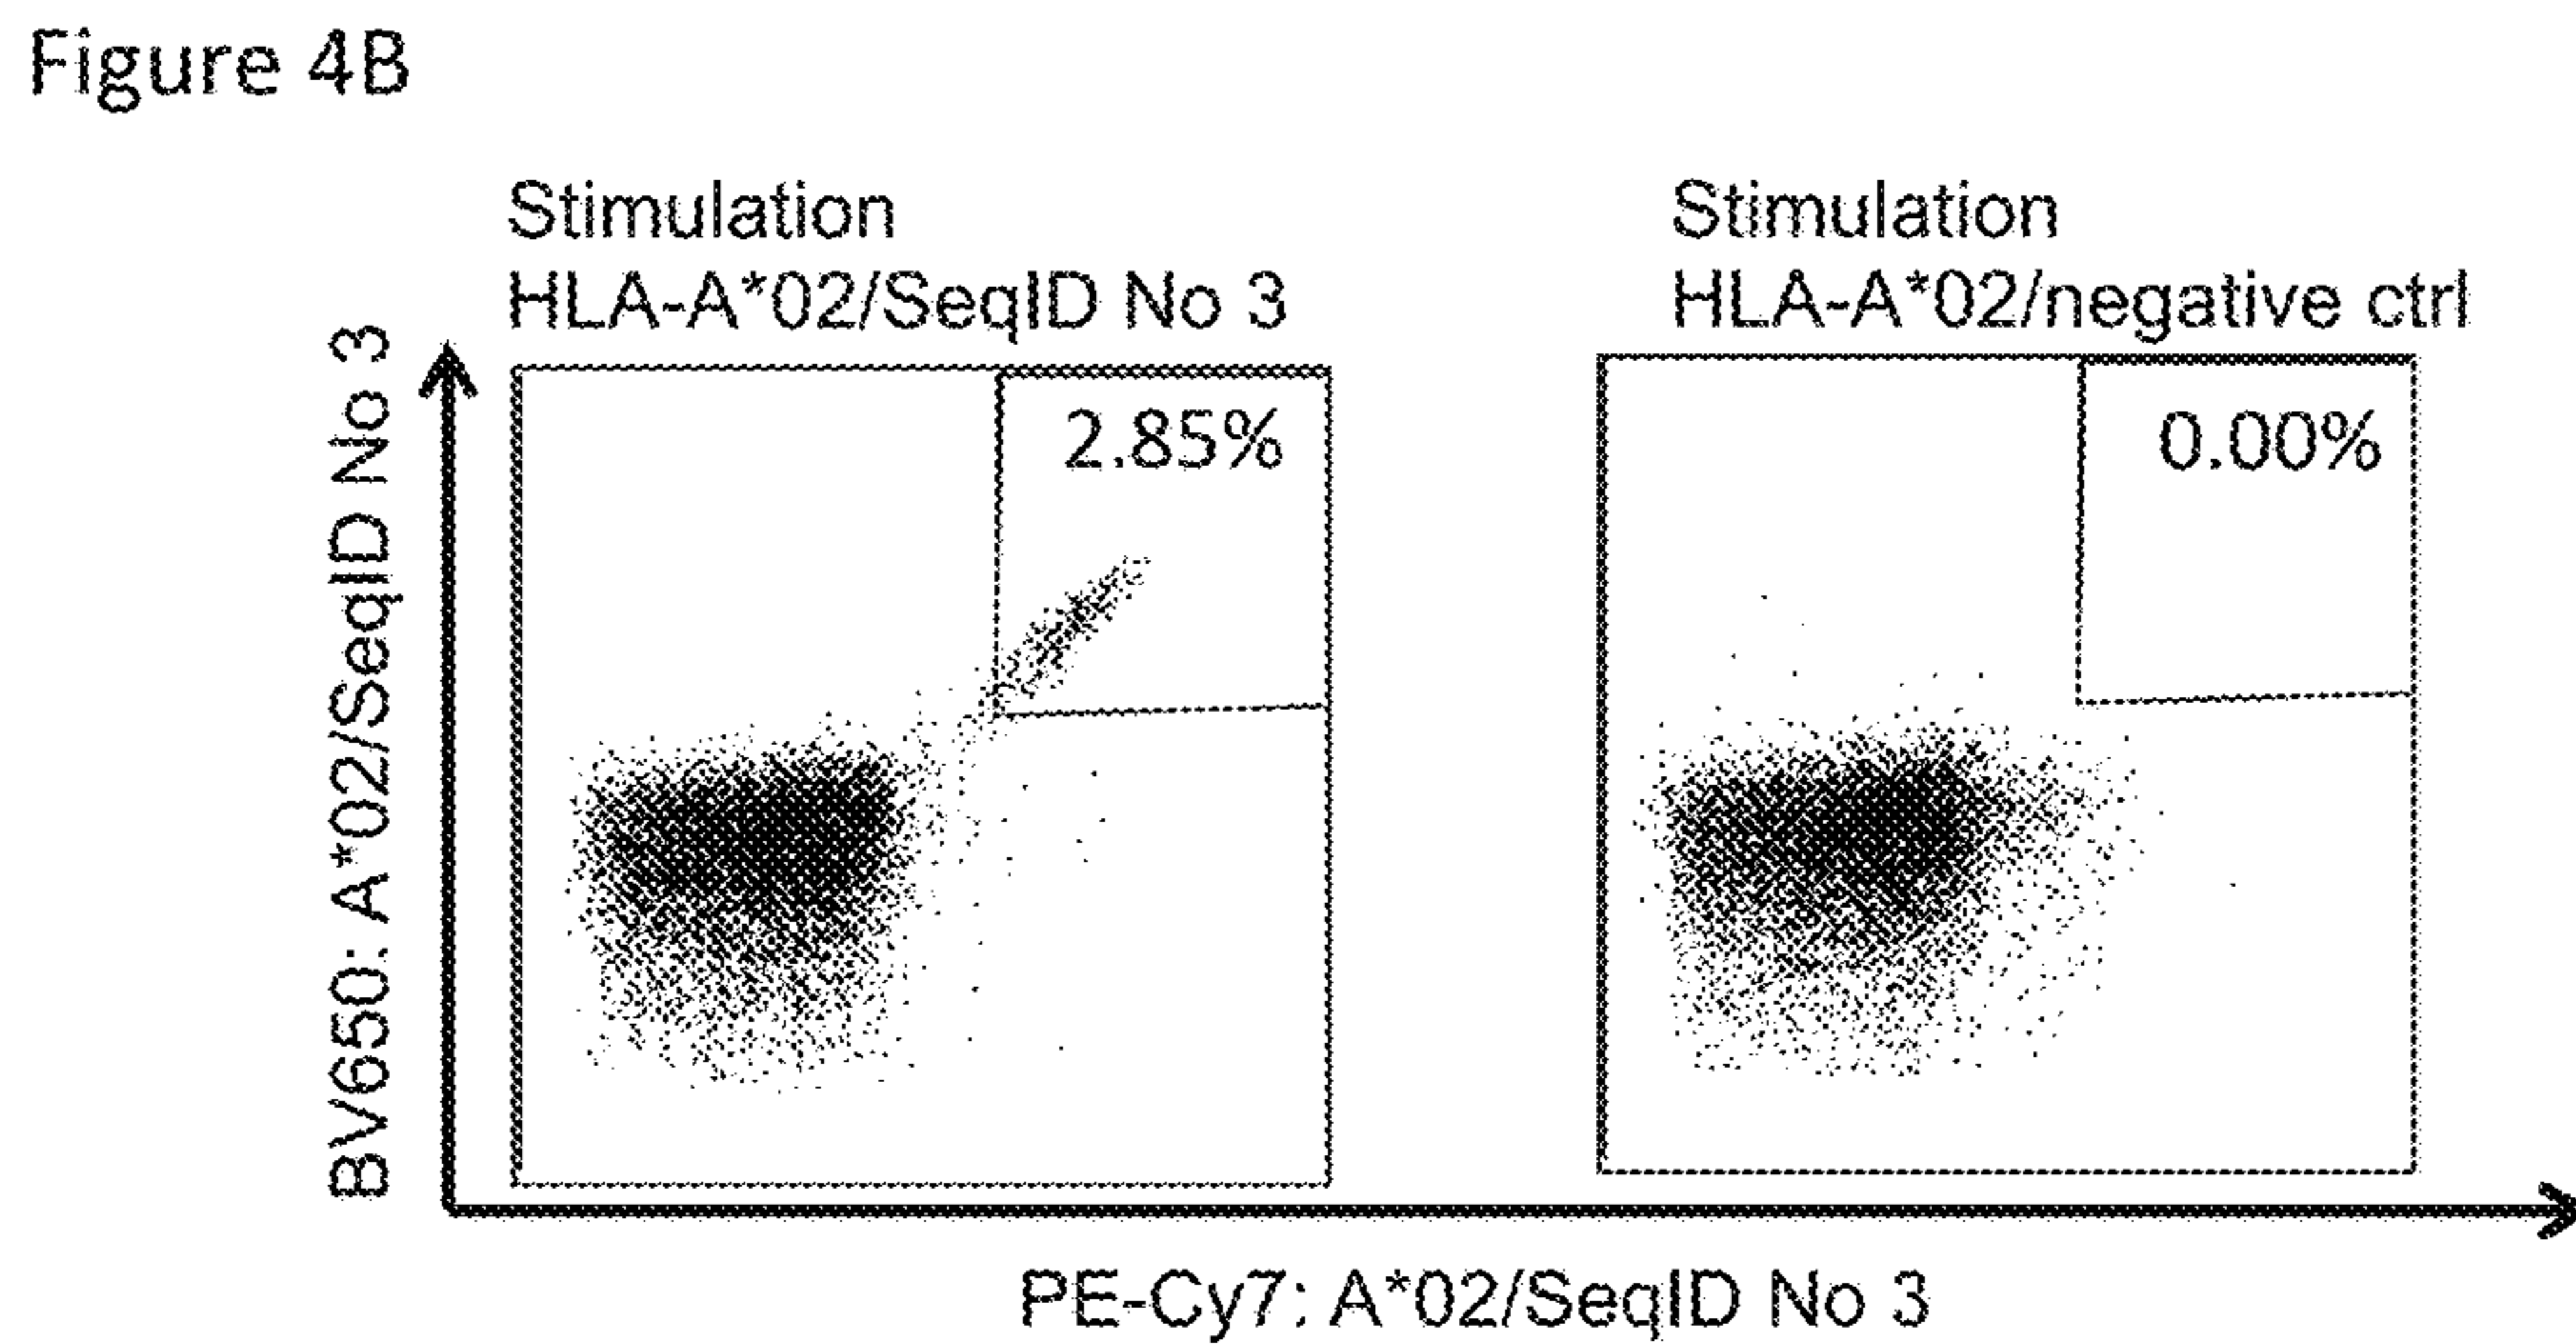 Figure 4B
Stimulation
HLA-A*02/SeqID No 3
Stimulation
HLA-A*02/negative ctrl
BV650: A*02/SeqID No 3
2.85%
0.00%
PE-Cy7: A*02/SeqID No 3